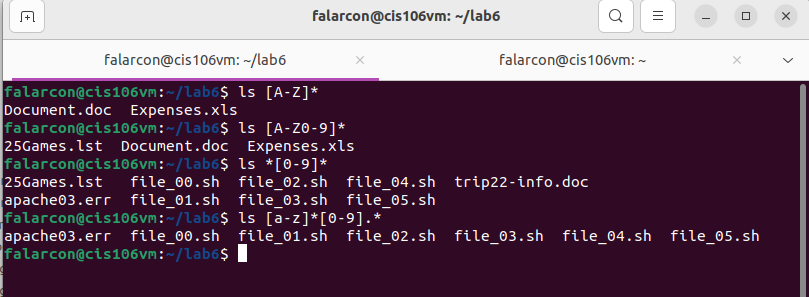 falarcon@cis106vm: ~/lab6
falarcon@cis106vm: ~/lab6 falarcon@cis106vm: ~
falarcon@cis106vm:~/lab6$ ls [A-Z]*
Document.doc  Expenses.xls
falarcon@cis106vm:~/lab6$ ls [A-Z0-9]*
25Games.lst  Document.doc  Expenses.xls
falarcon@cis106vm:~/lab6$ ls *[0-9]*
25Games.lst   file_00.sh  file_02.sh  file_04.sh  trip22-info.doc
apache03.err  file_01.sh  file_03.sh  file_05.sh
falarcon@cis106vm:~/lab6$ ls [a-z]*[0-9].*
apache03.err  file_00.sh  file_01.sh  file_02.sh  file_03.sh  file_04.sh  file_05.sh
falarcon@cis106vm:~/lab6$